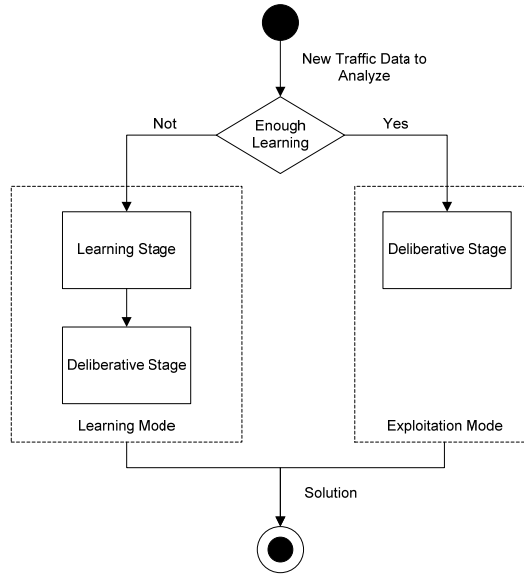 New Traffic Data to
Analyze
Enough
Learning
Not
Yes
Learning Stage
Deliberative Stage
Learning Mode
Deliberative Stage
Exploitation Mode
Solution